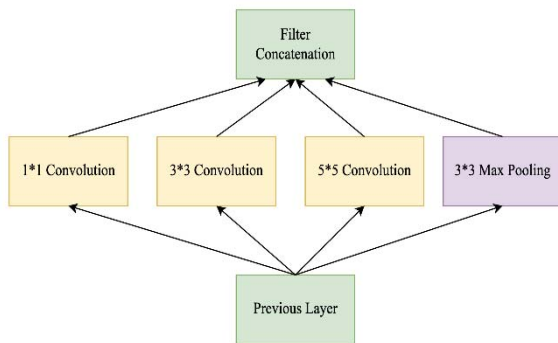 Filter
Concatenation
1*1 Convolution
3*3 Convolution
5*5 Convolution
3*3 Max Pooling
Previous Layer